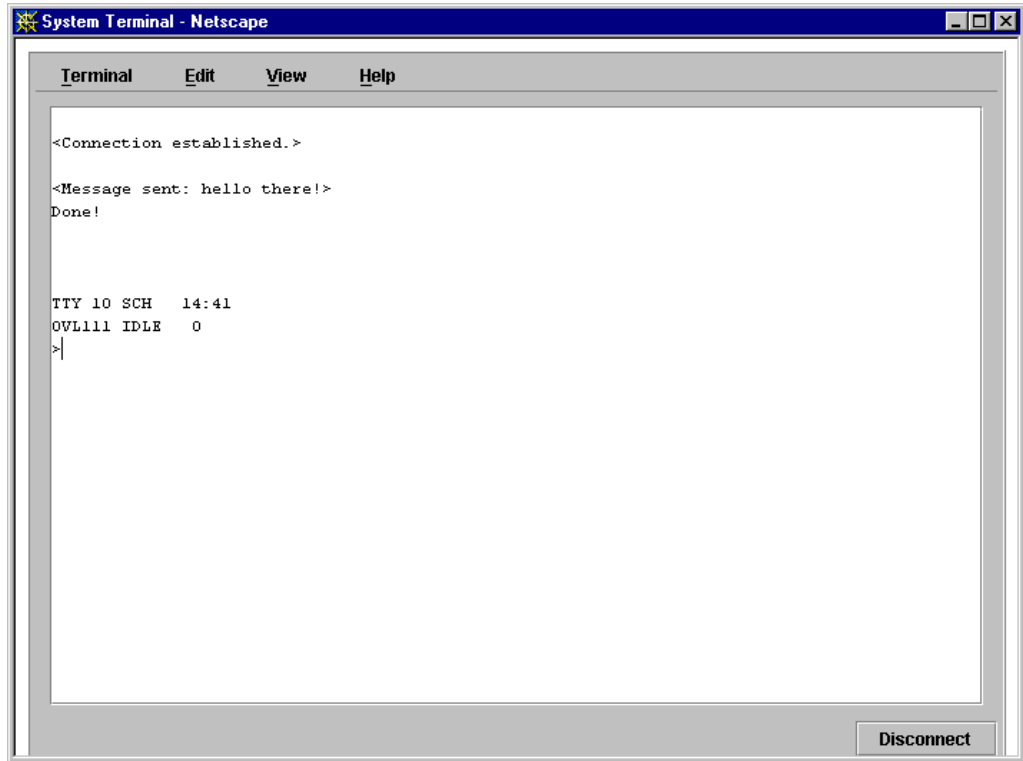 System Terminal - Netscape
Terminal Edit View Help
<Connection established.>
<Message sent: hello there!>
Done!
TTY 10 SCH 14:41
OVL111 IDLE 0
>
Disconnect